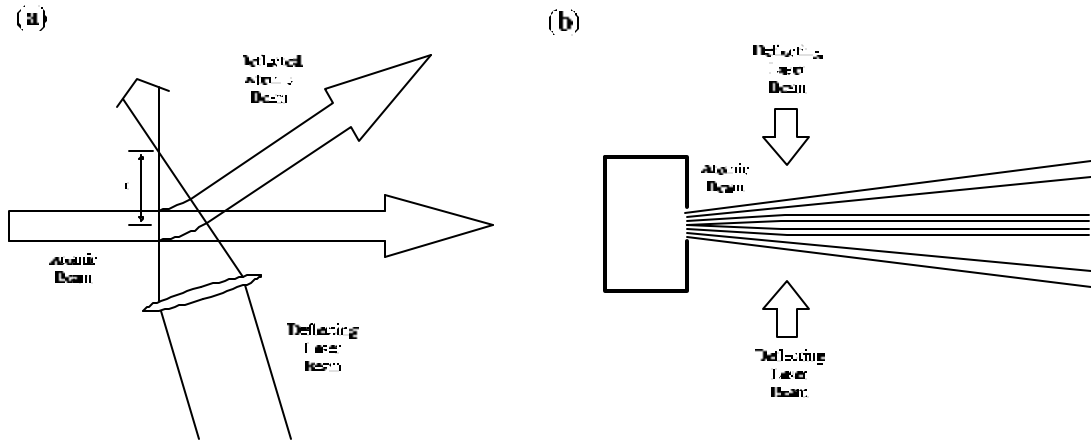 (a)
(b)
Deflected
Atomic
Beam
Atomic
Beam
Deflecting
Laser
Beam
Deflecting
Laser
Beam
Atomic
Beam
Deflecting
Laser
Beam